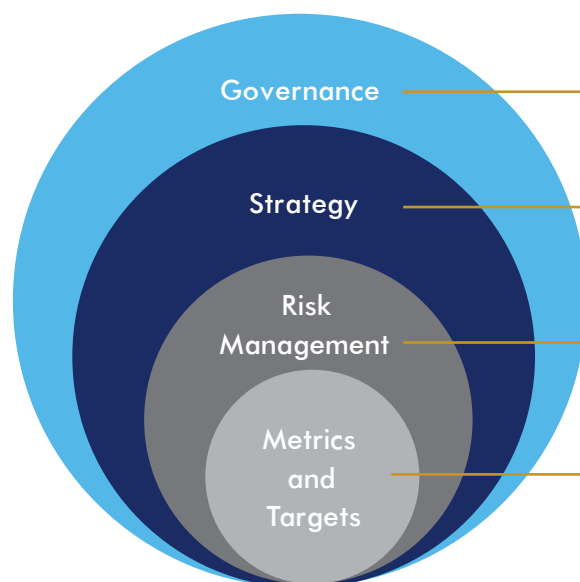 Governance
Strategy
Risk
Management
Metrics
and
Targets